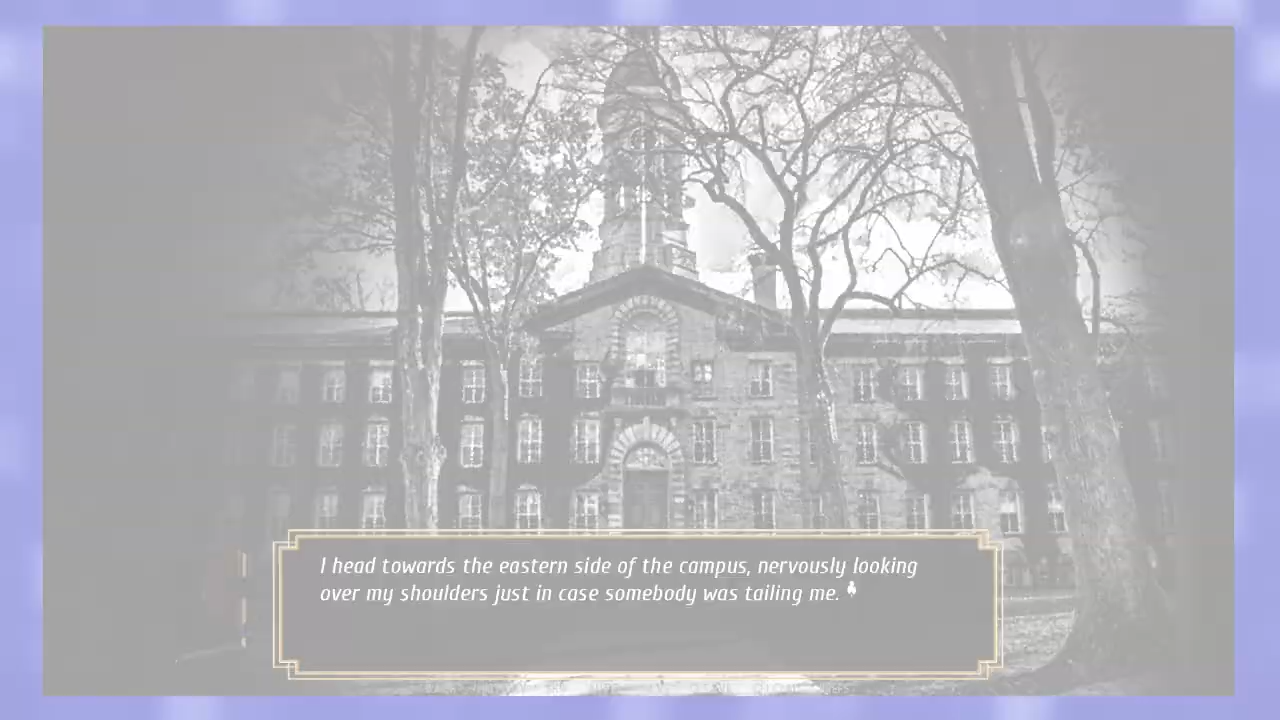 I head towards the eastern side of the campus, nervously looking
over my shoulders just in case somebody was tailing me.